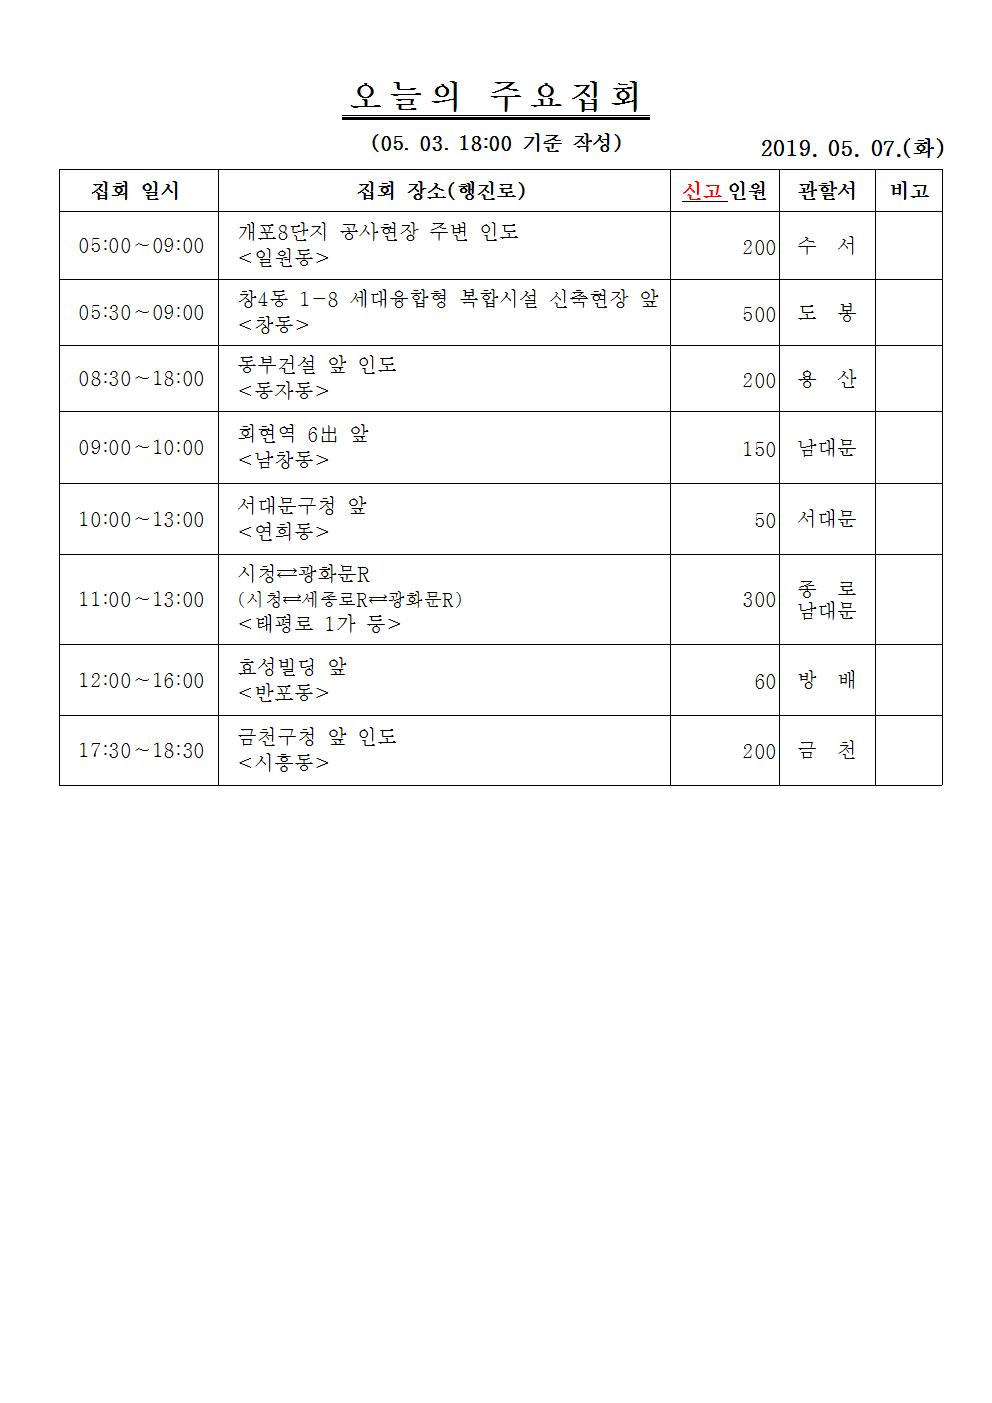 오늘의 주요집회
(05. 03. 18:00 기준 작성)
2019. 05. 07.(화)
집회 일시 집회 장소(행진로) 신고인원 관할서 비고
05:00~09:00 개포8단지 공사현장 주변 인도
<일원동> 200 수 서
05:30~09:00 창4동 1-8 세대융합형 복합시설 신축현장 앞
<창동> 500 도 봉
08:30~18:00 동부건설 앞 인도
<동자동> 200 용 산
09:00~10:00 회현역 6出 앞
<남창동> 150 남대문
10:00~13:00 서대문구청 앞
<연희동> 50 서대문
11:00~13:00 시청⇄광화문R
(시청⇄세종로R⇄광화문R)
<태평로 1가 등> 300 종 로
남대문
12:00~16:00 효성빌딩 앞
<반포동> 60 방 배
17:30~18:30 금천구청 앞 인도
<시흥동> 200 금 천